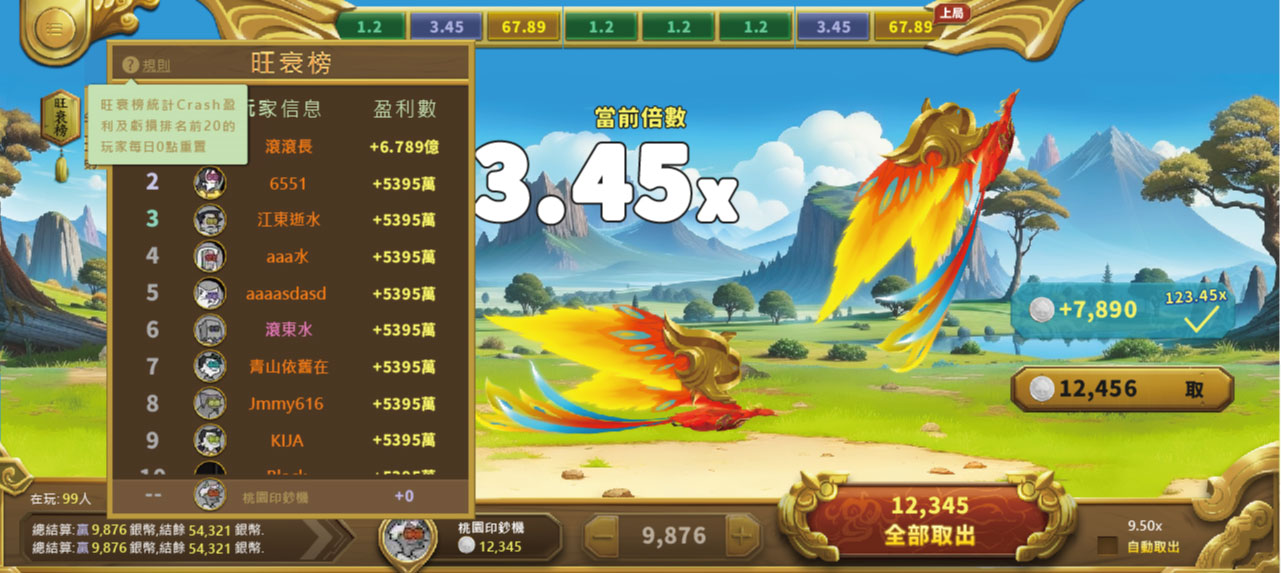 1.2
3.45
67.89
1.2
1.2
1.2
3.45
67.89
上局
? 規則
旺衰榜
旺衰榜
旺衰榜統計Crash盈
利及虧損排名前20的
玩家每日0點重置
玩家信息 盈利數
滾滾長 +6.789億
2 6551 +5395萬
3 江東逝水 +5395萬
4 aaa水 +5395萬
5 aaaasdasd +5395萬
6 滾東水 +5395萬
7 青山依舊在 +5395萬
8 Jmmy616 +5395萬
9 KIJA +5395萬
-- 桃園印鈔機 +0
當前倍數
3.45x
+7,890 123.45x
12,456 取
在玩: 99人
總結算: 贏 9,876 銀幣,結餘 54,321 銀幣.
總結算: 贏 9,876 銀幣,結餘 54,321 銀幣.
桃園印鈔機
12,345
− 9,876 +
12,345
全部取出
9.50x
自動取出